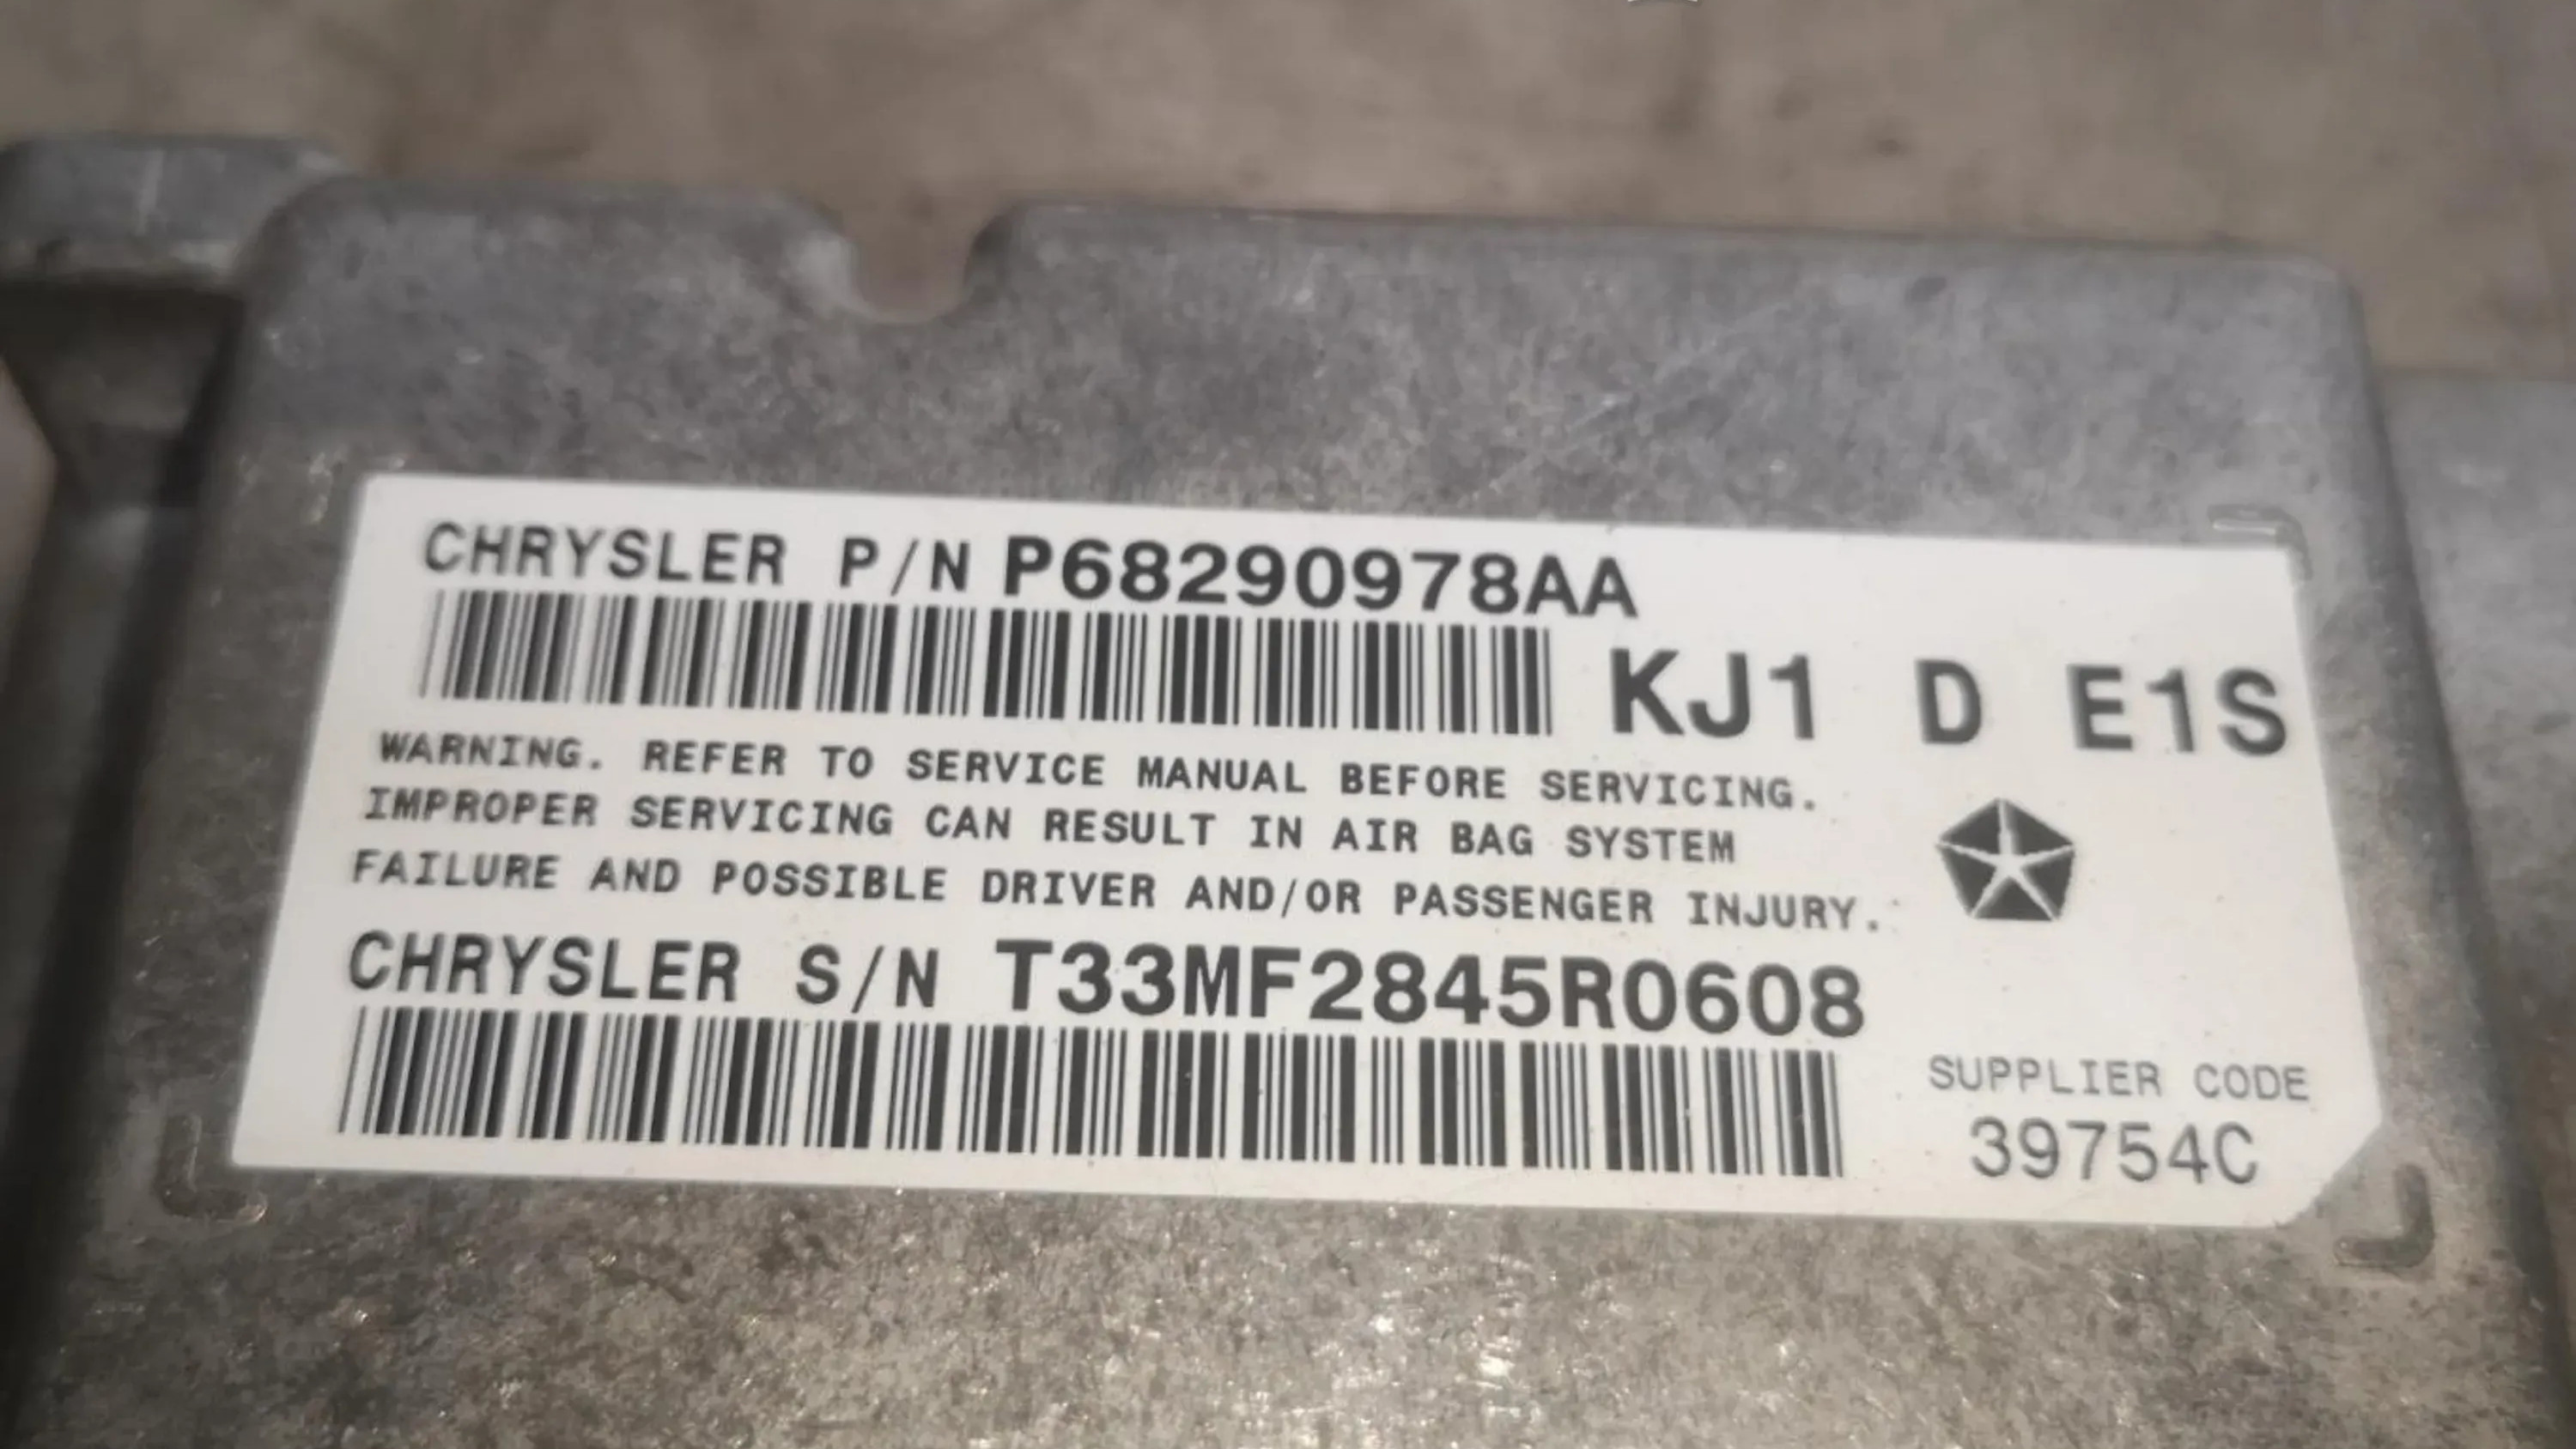 CHRYSLER P/N P68290978AA
KJ1 D E1S
WARNING. REFER TO SERVICE MANUAL BEFORE SERVICING.
IMPROPER SERVICING CAN RESULT IN AIR BAG SYSTEM
FAILURE AND POSSIBLE DRIVER AND/OR PASSENGER INJURY.
CHRYSLER S/N T33MF2845R0608
SUPPLIER CODE
39754C